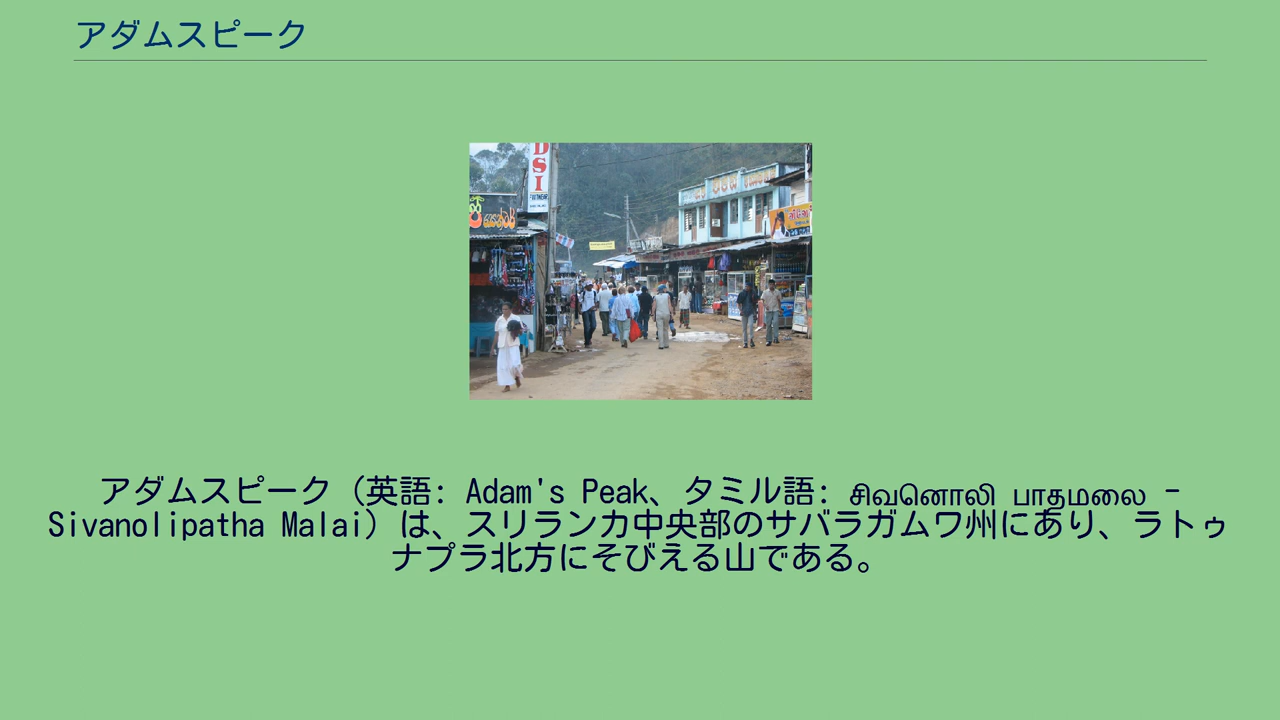 アダムスピーク
DSI
アダムスピーク（英語: Adam's Peak、タミル語: சிவனொலி பாதமலை -
Sivanolipatha Malai）は、スリランカ中央部のサバラガムワ州にあり、ラトゥ
ナプラ北方にそびえる山である。